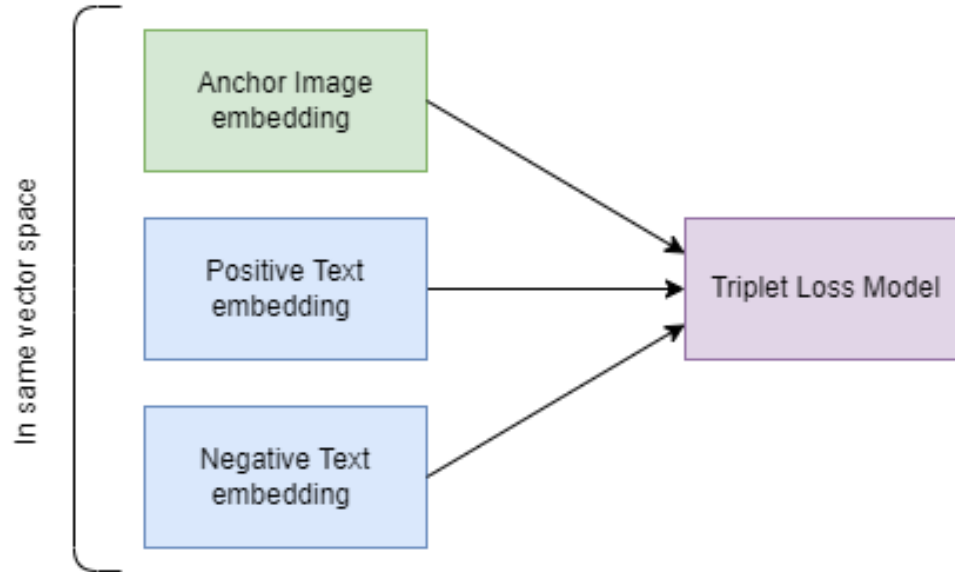 In same vector space
Anchor Image
embedding
Positive Text
embedding
Negative Text
embedding
Triplet Loss Model